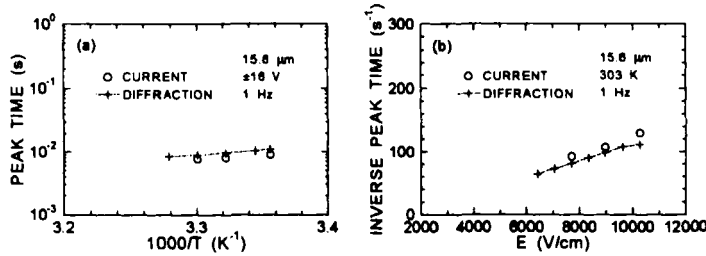 (a)
15.6 μm
CURRENT ±16 V
DIFFRACTION 1 Hz
PEAK TIME (s)
10⁰
10⁻¹
10⁻²
10⁻³
3.2 3.3 3.4
1000/T (K⁻¹)
(b)
15.6 μm
CURRENT 303 K
DIFFRACTION 1 Hz
INVERSE PEAK TIME (s⁻¹)
300
200
100
0
2000 4000 6000 8000 10000 12000
E (V/cm)